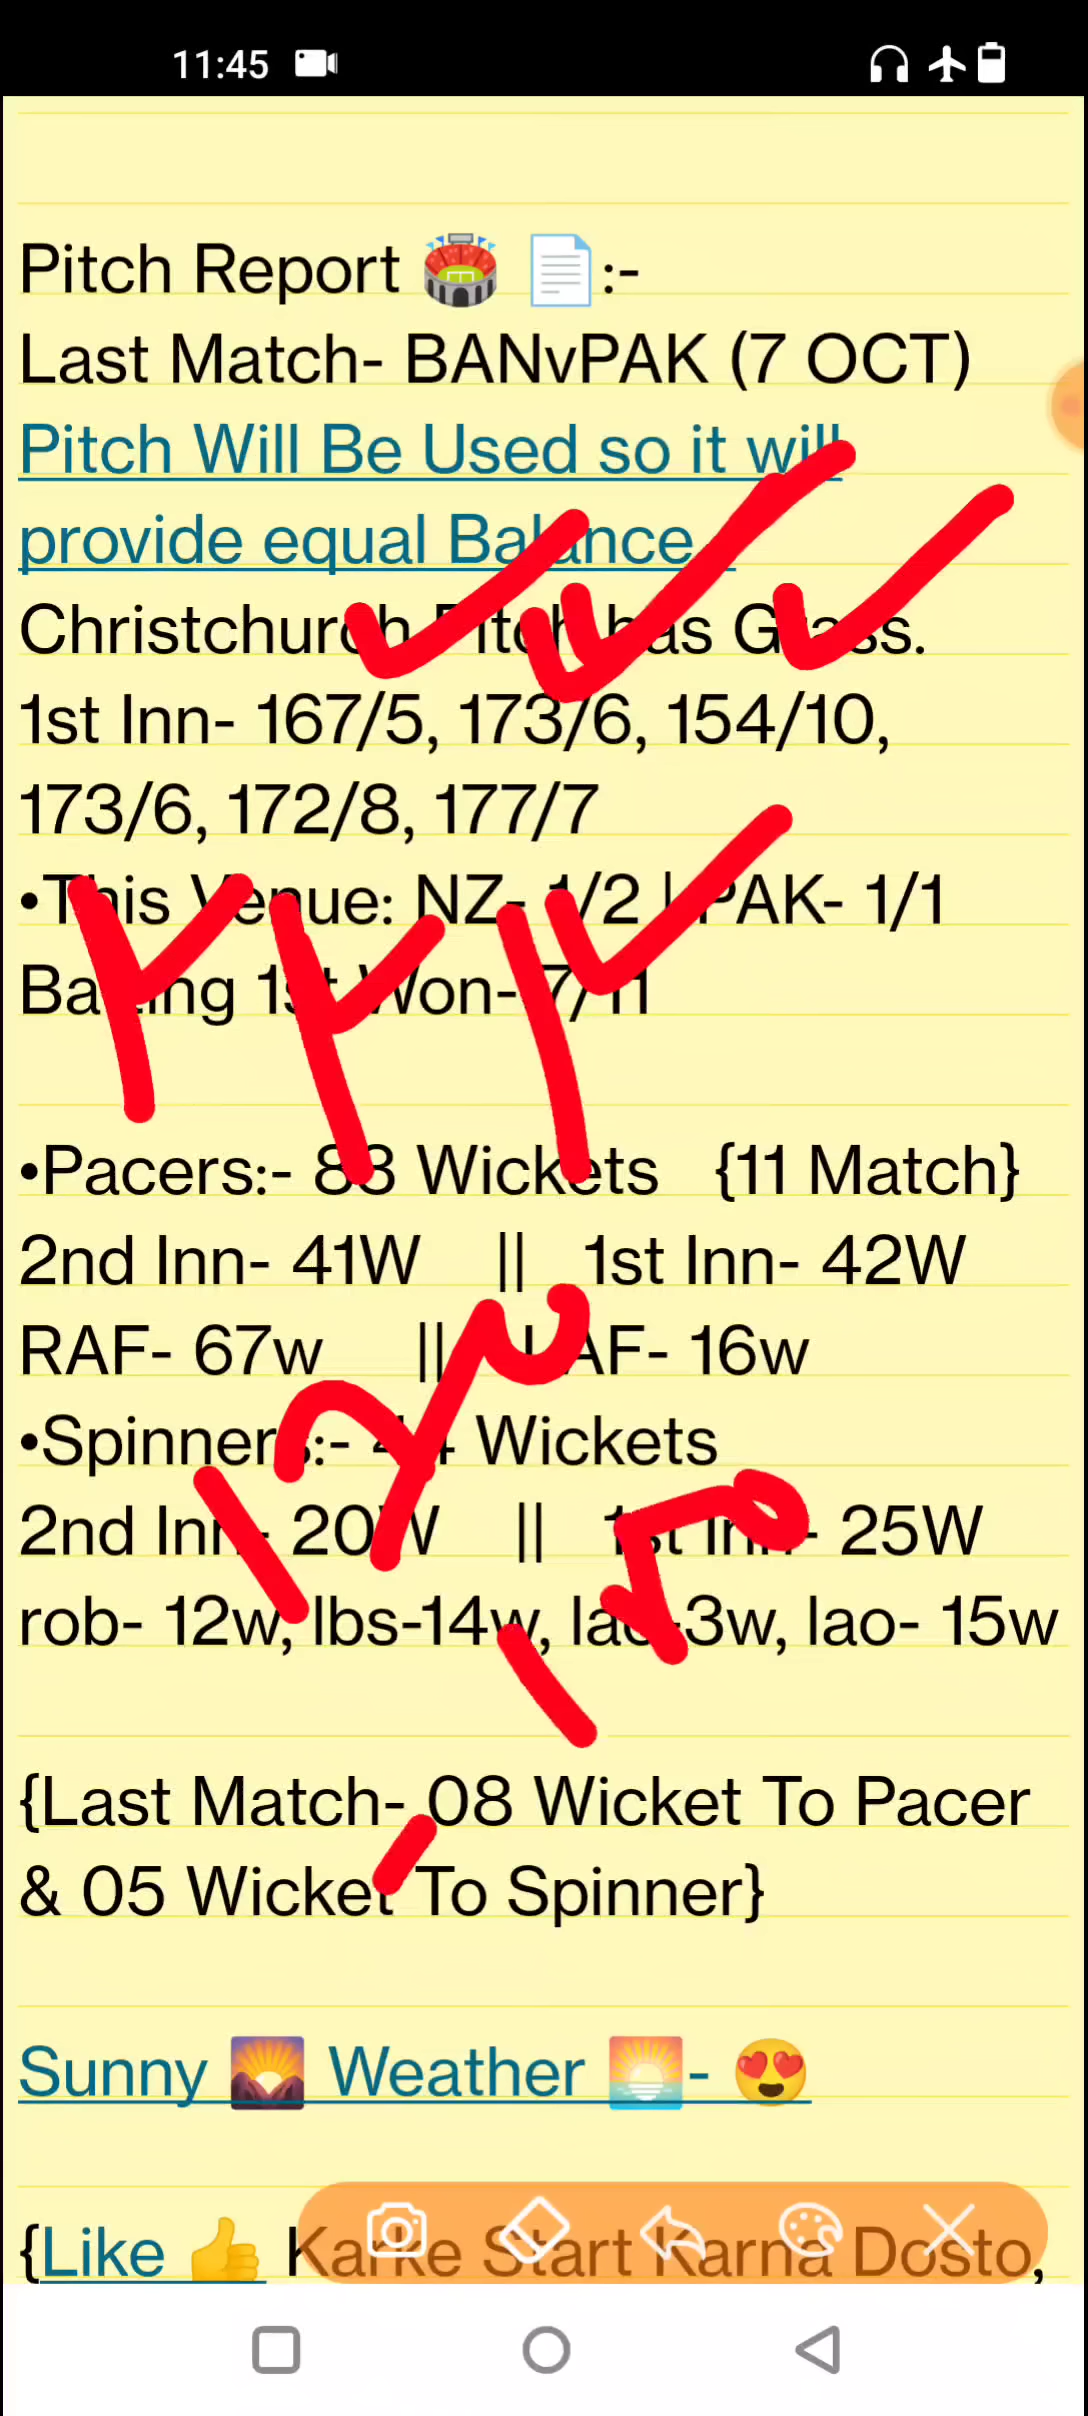 11:45
Pitch Report 🏟️ 📄:-
Last Match- BANvPAK (7 OCT)
Pitch Will Be Used so it will
provide equal Balance.
Christchurch Pitch has Grass.
1st Inn- 167/5, 173/6, 154/10,
173/6, 172/8, 177/7
•This Venue: NZ- 1/2 | PAK- 1/1
Batting 1st Won- 7/11
•Pacers:- 83 Wickets {11 Match}
2nd Inn- 41W || 1st Inn- 42W
RAF- 67w || LAF- 16w
•Spinners:- 44 Wickets
2nd Inn- 20W || 1st Inn- 25W
rob- 12w, lbs-14w, -3w, lao- 15w
{Last Match- 08 Wicket To Pacer
& 05 Wicket To Spinner}
Sunny 🌄 Weather 🌅- 😍
{Like 👍 Karke Start Karna Dosto,